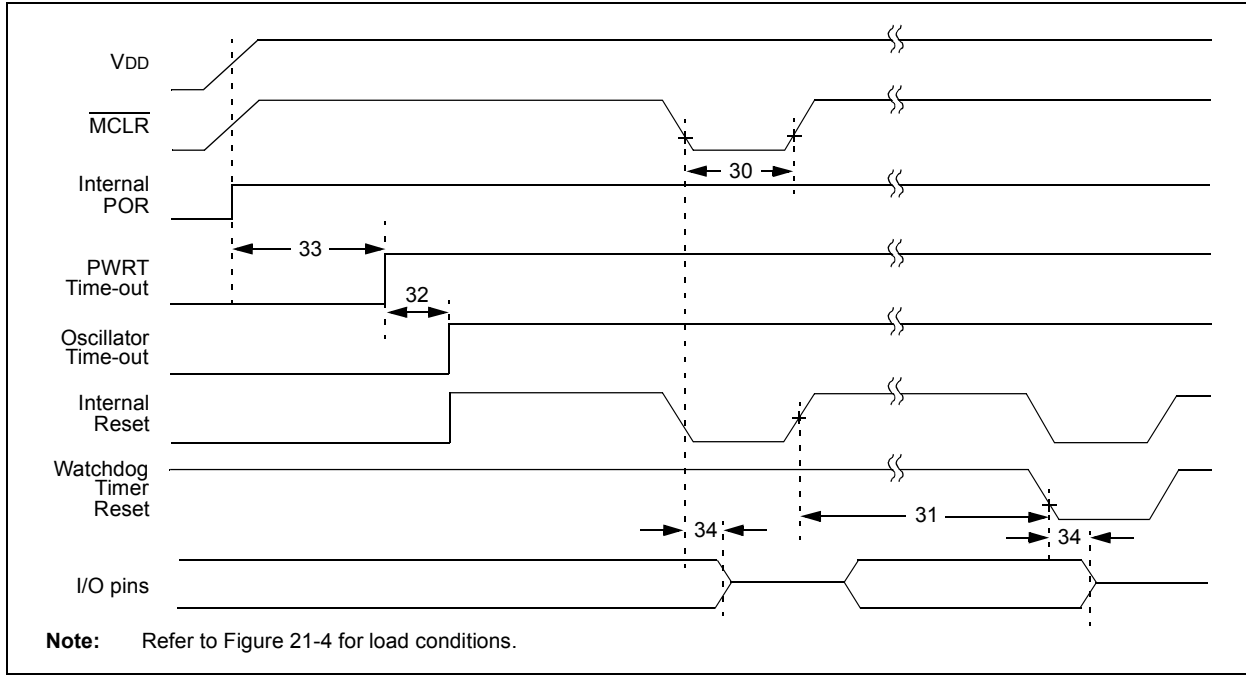 VDD
MCLR
30
Internal
POR
33
PWRT
Time-out
32
Oscillator
Time-out
Internal
Reset
Watchdog
Timer
Reset
31
34
34
I/O pins
Note: Refer to Figure 21-4 for load conditions.